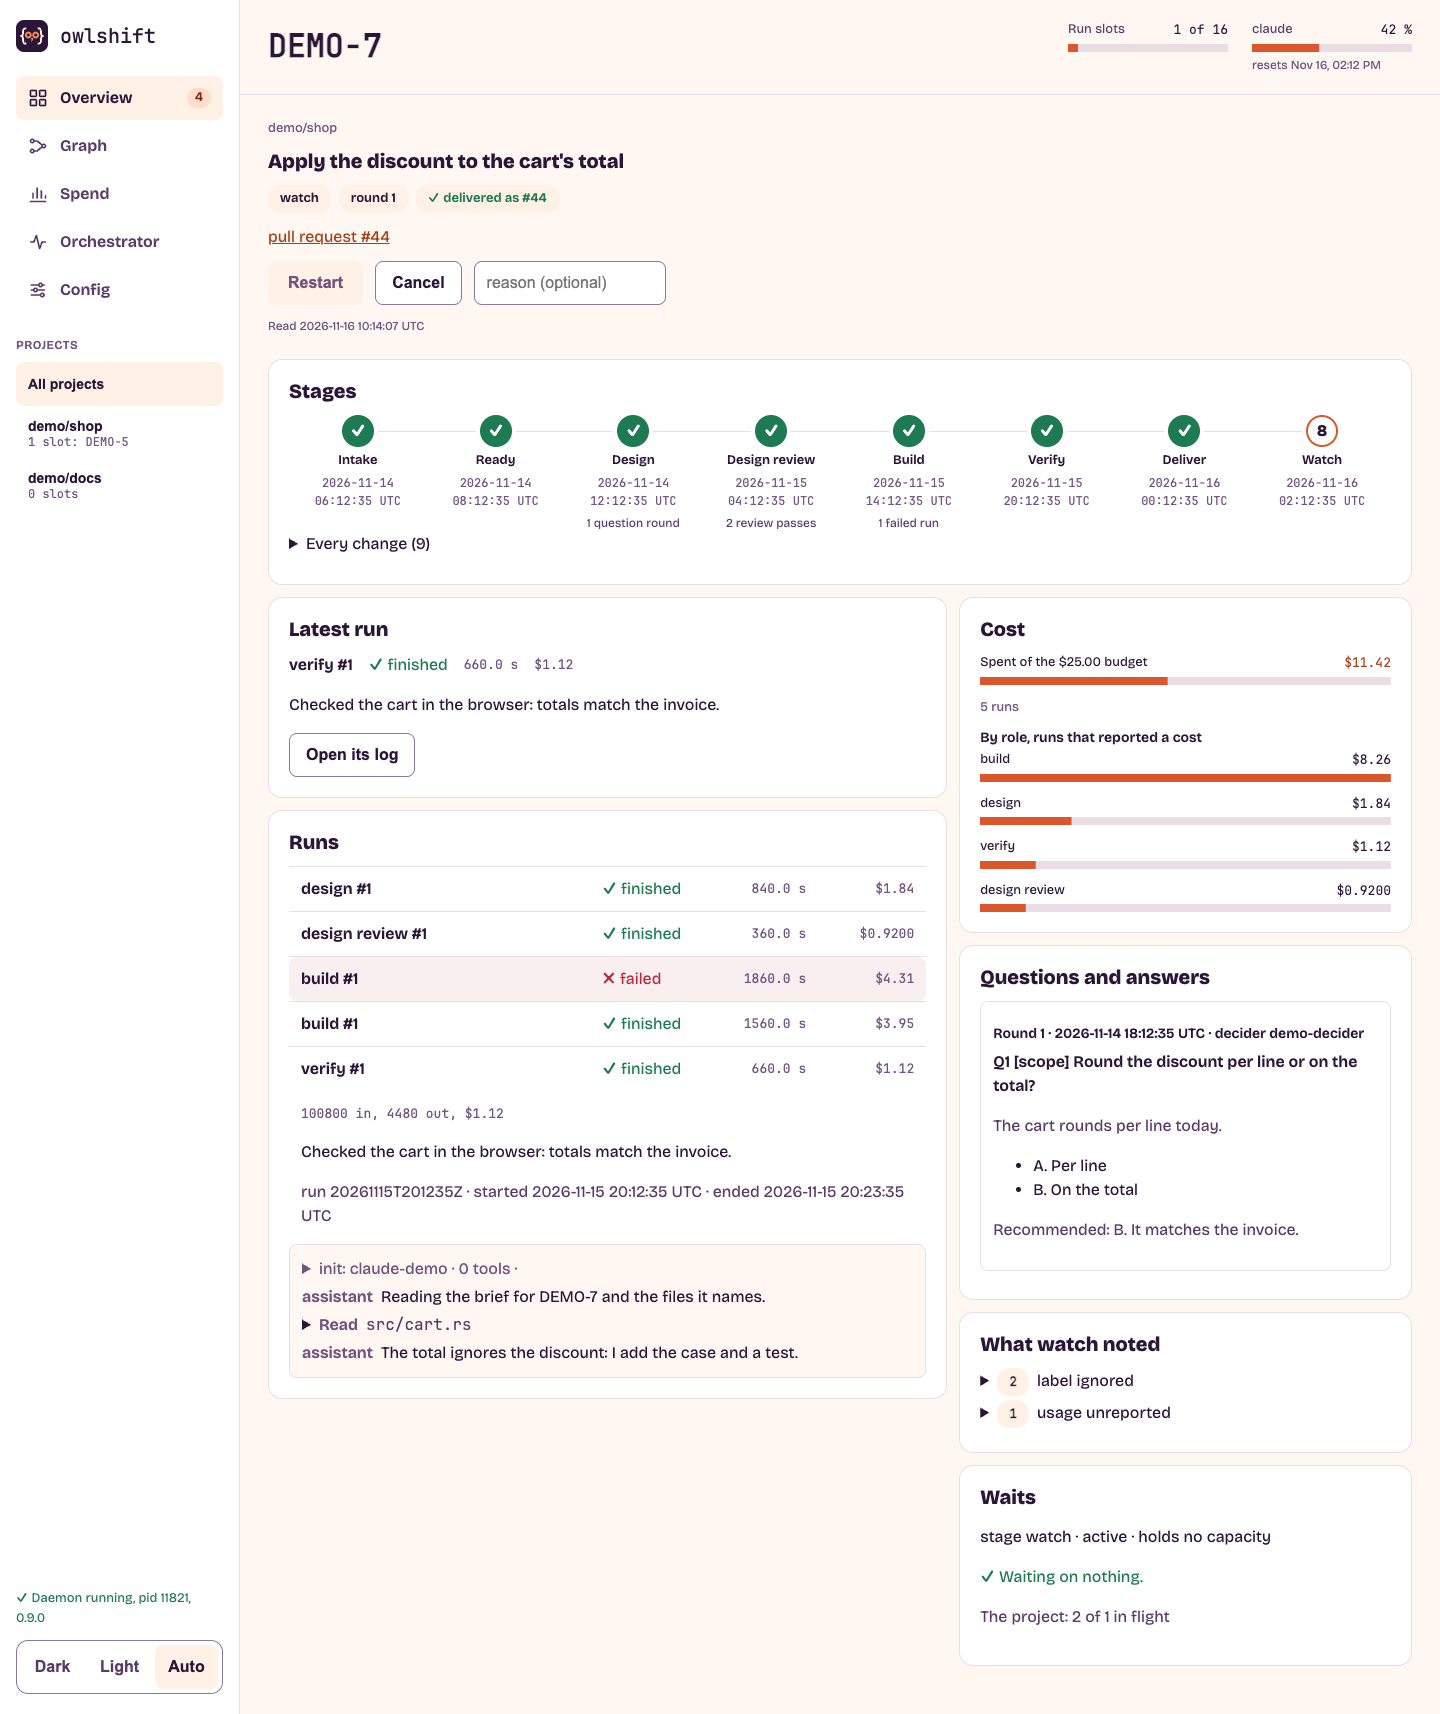 owlshift
Overview 4
Graph
Spend
Orchestrator
Config
PROJECTS
All projects
demo/shop
1 slot: DEMO-5
demo/docs
0 slots
Daemon running, pid 11821,
0.9.0
Dark Light Auto
DEMO-7
Run slots 1 of 16
claude 42 %
resets Nov 16, 02:12 PM
demo/shop
Apply the discount to the cart's total
watch round 1 ✓ delivered as #44
pull request #44
Restart Cancel reason (optional)
Read 2026-11-16 10:14:07 UTC
Stages
8
Intake Ready Design Design review Build Verify Deliver Watch
2026-11-14 2026-11-14 2026-11-14 2026-11-15 2026-11-15 2026-11-15 2026-11-16 2026-11-16
06:12:35 UTC 08:12:35 UTC 12:12:35 UTC 04:12:35 UTC 14:12:35 UTC 20:12:35 UTC 00:12:35 UTC 02:12:35 UTC
1 question round 2 review passes 1 failed run
Every change (9)
Latest run
verify #1 ✓ finished 660.0 s $1.12
Checked the cart in the browser: totals match the invoice.
Open its log
Runs
design #1 ✓ finished 840.0 s $1.84
design review #1 ✓ finished 360.0 s $0.9200
build #1 ✗ failed 1860.0 s $4.31
build #1 ✓ finished 1560.0 s $3.95
verify #1 ✓ finished 660.0 s $1.12
100800 in, 4480 out, $1.12
Checked the cart in the browser: totals match the invoice.
run 20261115T201235Z · started 2026-11-15 20:12:35 UTC · ended 2026-11-15 20:23:35
UTC
init: claude-demo · 0 tools ·
assistant Reading the brief for DEMO-7 and the files it names.
Read src/cart.rs
assistant The total ignores the discount: I add the case and a test.
Cost
Spent of the $25.00 budget $11.42
5 runs
By role, runs that reported a cost
build $8.26
design $1.84
verify $1.12
design review $0.9200
Questions and answers
Round 1 · 2026-11-14 18:12:35 UTC · decider demo-decider
Q1 [scope] Round the discount per line or on the
total?
The cart rounds per line today.
• A. Per line
• B. On the total
Recommended: B. It matches the invoice.
What watch noted
2 label ignored
1 usage unreported
Waits
stage watch · active · holds no capacity
✓ Waiting on nothing.
The project: 2 of 1 in flight